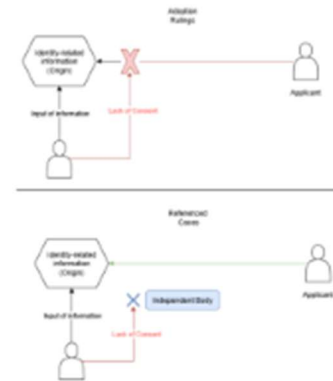 Adoption
Rulings
Identity-related
information
(Origin)
Applicant
Input of information
Lack of Consent
Referenced
Cases
Identity-related
information
(Origin)
Applicant
Independent Body
Input of information
Lack of Consent